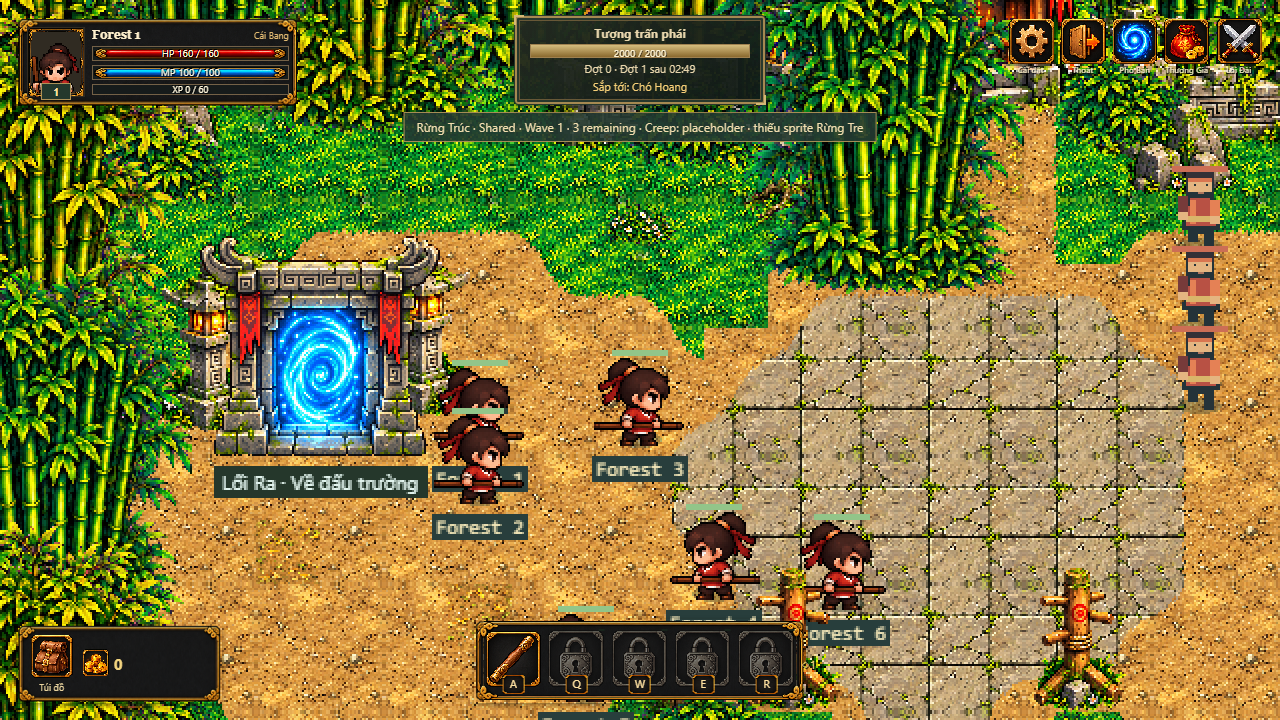 Forest 1
Cái Bang
HP 160 / 160
MP 100 / 100
XP 0 / 60
1
Tượng trấn phái
2000 / 2000
Đợt 0 · Đợt 1 sau 02:49
Sắp tới: Chó Hoang
Rừng Trúc · Shared · Wave 1 · 3 remaining · Creep: placeholder · thiếu sprite Rừng Tre
Thoát
Lối Ra - Về đấu trường
Forest 2
Forest 3
orest 6
Túi đồ
0
A
Q
W
E
R